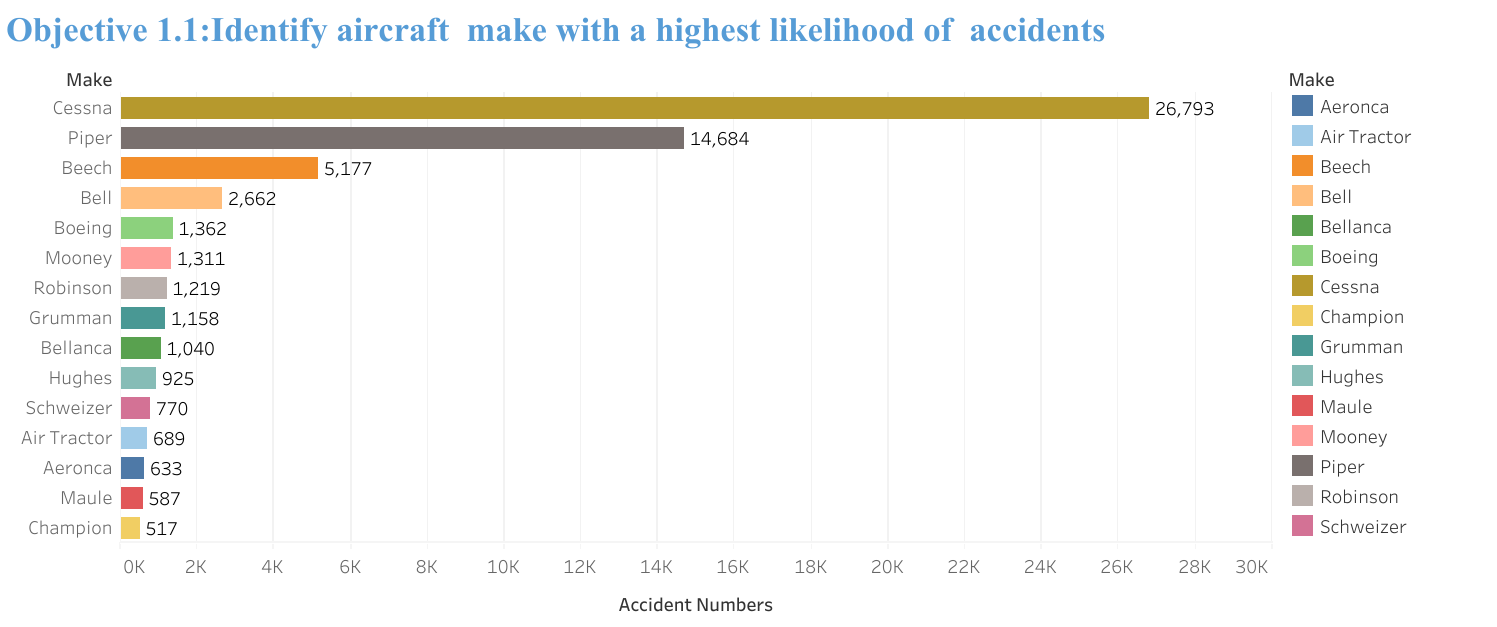 Objective 1.1:Identify aircraft  make with a highest likelihood of  accidents
Make
Cessna 26,793
Piper 14,684
Beech 5,177
Bell 2,662
Boeing 1,362
Mooney 1,311
Robinson 1,219
Grumman 1,158
Bellanca 1,040
Hughes 925
Schweizer 770
Air Tractor 689
Aeronca 633
Maule 587
Champion 517
0K 2K 4K 6K 8K 10K 12K 14K 16K 18K 20K 22K 24K 26K 28K 30K
Accident Numbers
Make
Aeronca
Air Tractor
Beech
Bell
Bellanca
Boeing
Cessna
Champion
Grumman
Hughes
Maule
Mooney
Piper
Robinson
Schweizer